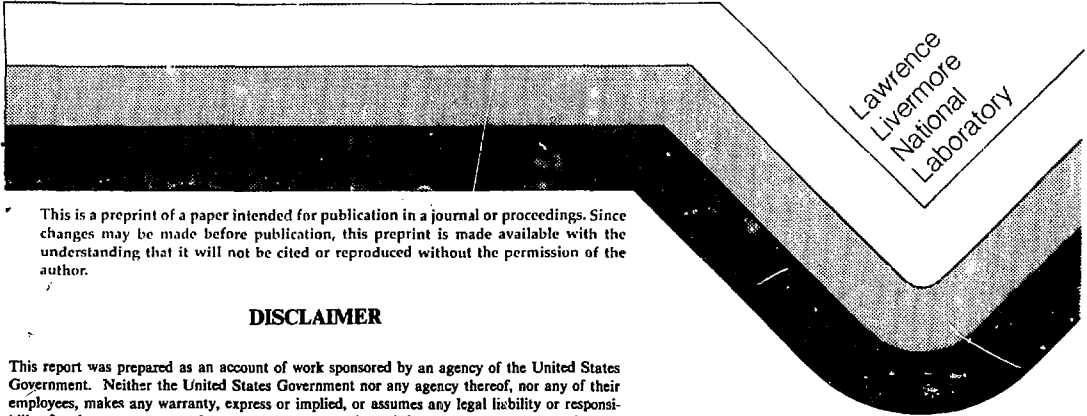 Lawrence
Livermore
National
Laboratory
This is a preprint of a paper intended for publication in a journal or proceedings. Since
changes may be made before publication, this preprint is made available with the
understanding that it will not be cited or reproduced without the permission of the
author.
DISCLAIMER
This report was prepared as an account of work sponsored by an agency of the United States
Government. Neither the United States Government nor any agency thereof, nor any of their
employees, makes any warranty, express or implied, or assumes any legal liability or responsi-